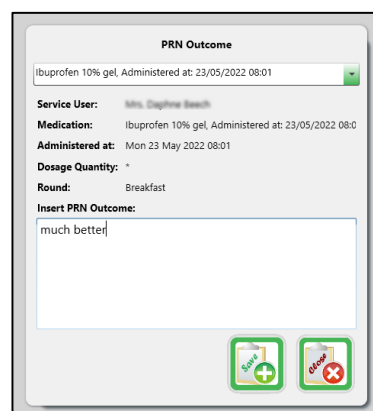 PRN Outcome
Ibuprofen 10% gel, Administered at: 23/05/2022 08:01
Service User:
Medication: Ibuprofen 10% gel, Administered at: 23/05/2022 08:0
Administered at: Mon 23 May 2022 08:01
Dosage Quantity: *
Round: Breakfast
Insert PRN Outcome:
much better
Save Close